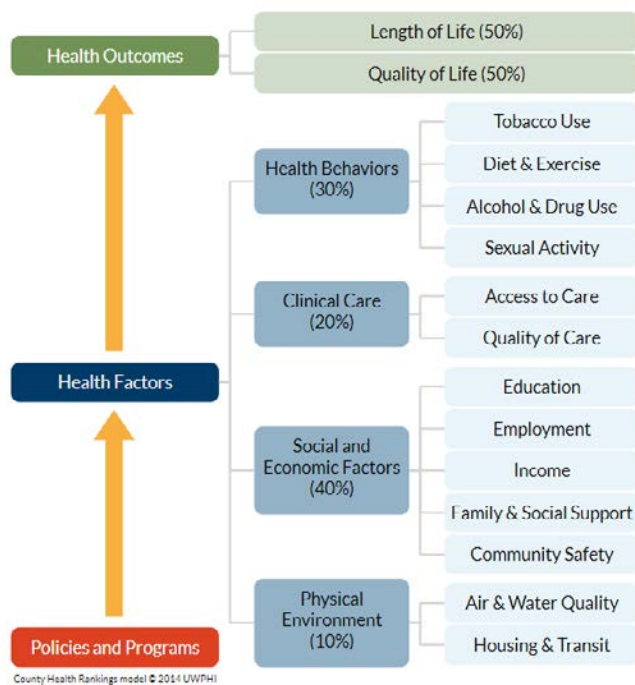 Health Outcomes
Length of Life (50%)
Quality of Life (50%)
Health Factors
Health Behaviors
(30%)
Tobacco Use
Diet & Exercise
Alcohol & Drug Use
Sexual Activity
Clinical Care
(20%)
Access to Care
Quality of Care
Social and
Economic Factors
(40%)
Education
Employment
Income
Family & Social Support
Community Safety
Physical
Environment
(10%)
Air & Water Quality
Housing & Transit
Policies and Programs
County Health Rankings model © 2014 UWPHI